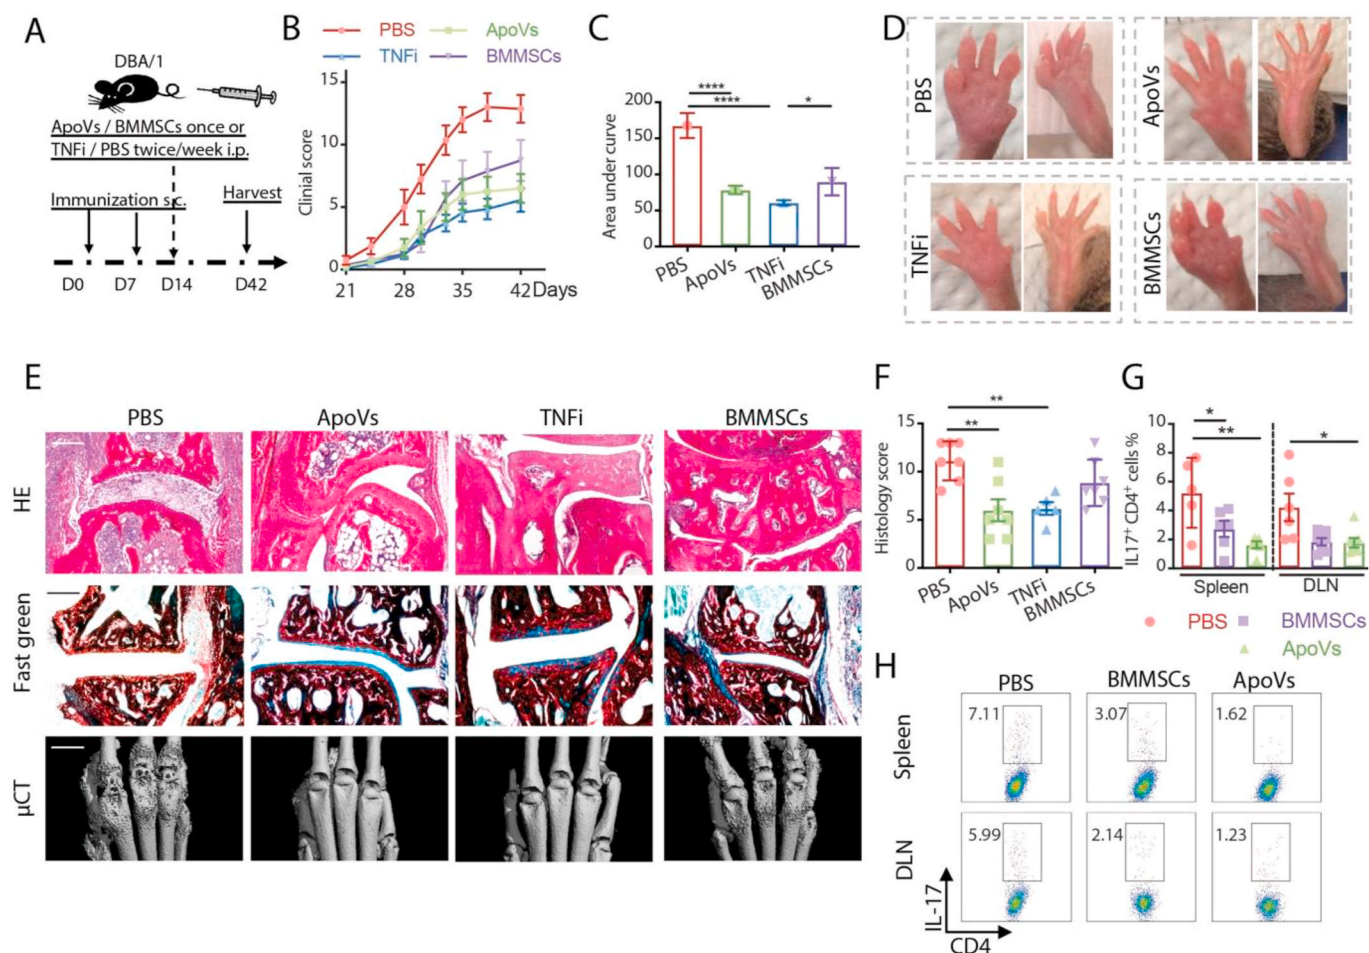 A
DBA/1
ApoVs / BMMSCs once or
TNFi / PBS twice/week i.p.
Immunization s.c.
Harvest
D0 D7 D14 D42
B
PBS ApoVs
TNFi BMMSCs
Clinial score
15
10
5
0
21 28 35 42 Days
C
Area under curve
200
150
100
50
0
****
****
*
PBS
ApoVs
TNFi
BMMSCs
D
PBS
ApoVs
TNFi
BMMSCs
E
PBS ApoVs TNFi BMMSCs
HE
Fast green
μCT
F
Histology score
15
10
5
0
**
**
PBS
ApoVs
TNFi
BMMSCs
G
IL17⁺ CD4⁺ cells %
10
8
6
4
2
0
*
**
*
Spleen DLN
PBS BMMSCs
ApoVs
H
PBS BMMSCs ApoVs
Spleen
7.11 3.07 1.62
DLN
5.99 2.14 1.23
IL-17
CD4